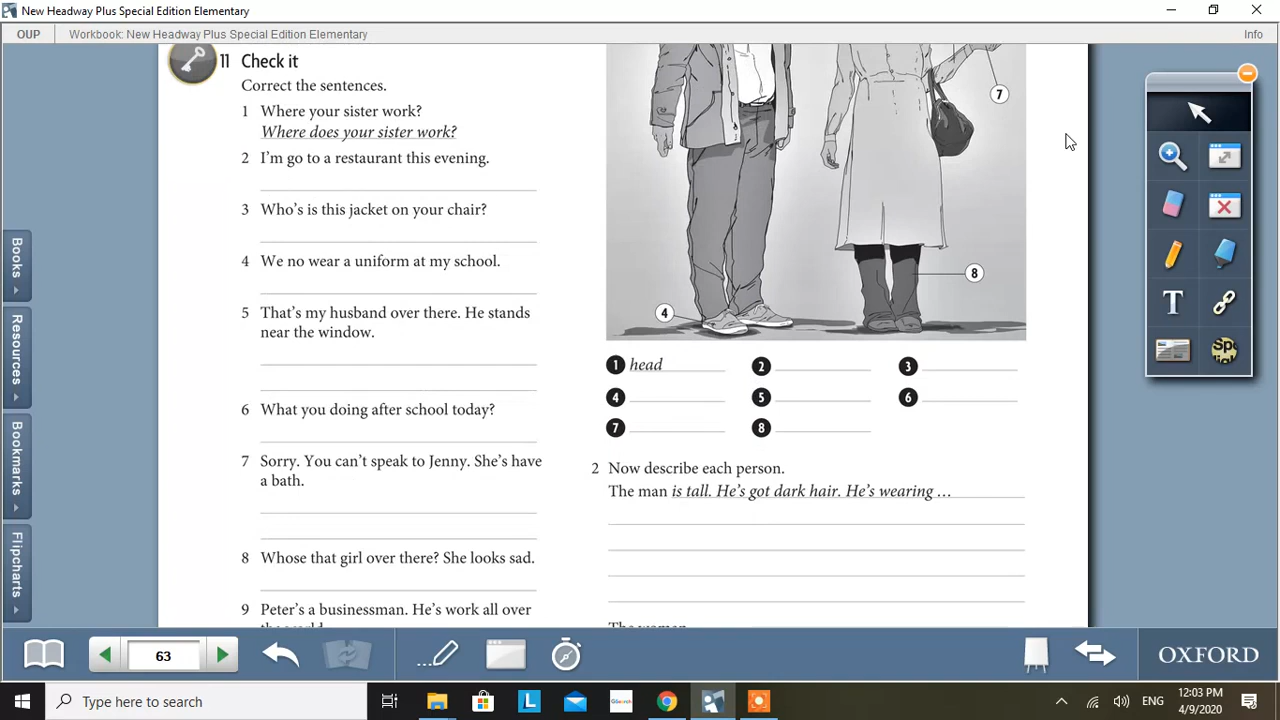 New Headway Plus Special Edition Elementary
OUP
Workbook: New Headway Plus Special Edition Elementary
Info
11 Check it
Correct the sentences.
1 Where your sister work?
Where does your sister work?
2 I'm go to a restaurant this evening.
3 Who's is this jacket on your chair?
4 We no wear a uniform at my school.
5 That's my husband over there. He stands
near the window.
6 What you doing after school today?
7 Sorry. You can't speak to Jenny. She's have
a bath.
8 Whose that girl over there? She looks sad.
9 Peter's a businessman. He's work all over
7
8
4
1 head 2 3
4 5 6
7 8
2 Now describe each person.
The man is tall. He's got dark hair. He's wearing …
The woman
Books
Resources
Bookmarks
Flipcharts
T
63
OXFORD
Type here to search
L
ENG
12:03 PM
4/9/2020